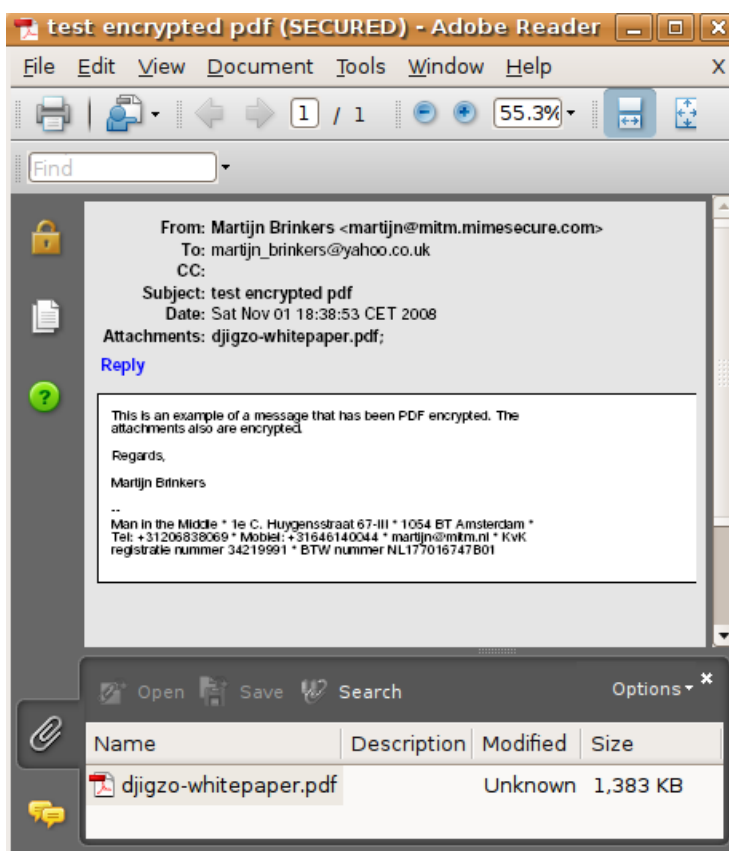 test encrypted pdf (SECURED) - Adobe Reader
File Edit View Document Tools Window Help X
1 / 1 55.3%
Find
From: Martijn Brinkers <martijn@mitm.mimesecure.com>
To: martijn_brinkers@yahoo.co.uk
CC:
Subject: test encrypted pdf
Date: Sat Nov 01 18:38:53 CET 2008
Attachments: djigzo-whitepaper.pdf;
Reply
This is an example of a message that has been PDF encrypted. The
attachments also are encrypted.
Regards,
Martijn Brinkers
--
Man in the Middle * 1e C. Huygensstraat 67-III * 1054 BT Amsterdam *
Tel: +31206838069 * Mobiel: +31646140044 * martijn@mitm.nl * KvK
registratie nummer 34219991 * BTW nummer NL177016747B01
Open Save Search Options
Name Description Modified Size
djigzo-whitepaper.pdf Unknown 1,383 KB